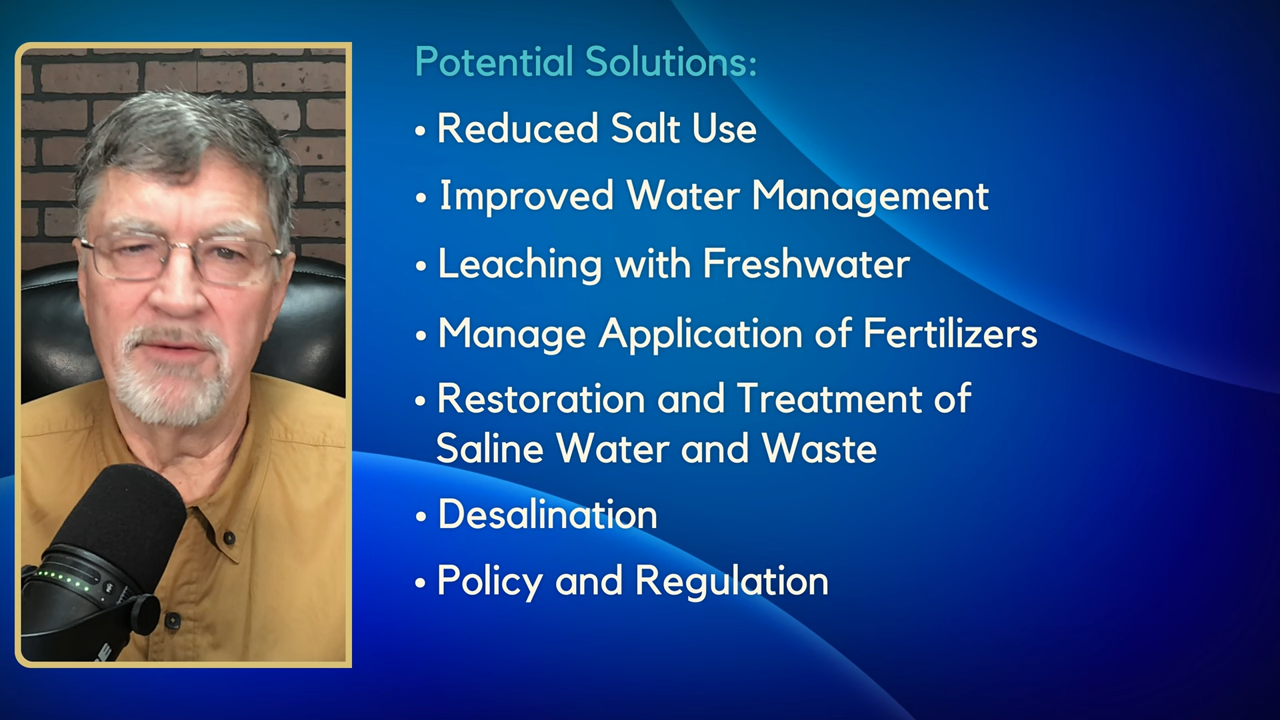 Potential Solutions:
• Reduced Salt Use
• Improved Water Management
• Leaching with Freshwater
• Manage Application of Fertilizers
• Restoration and Treatment of
Saline Water and Waste
• Desalination
• Policy and Regulation